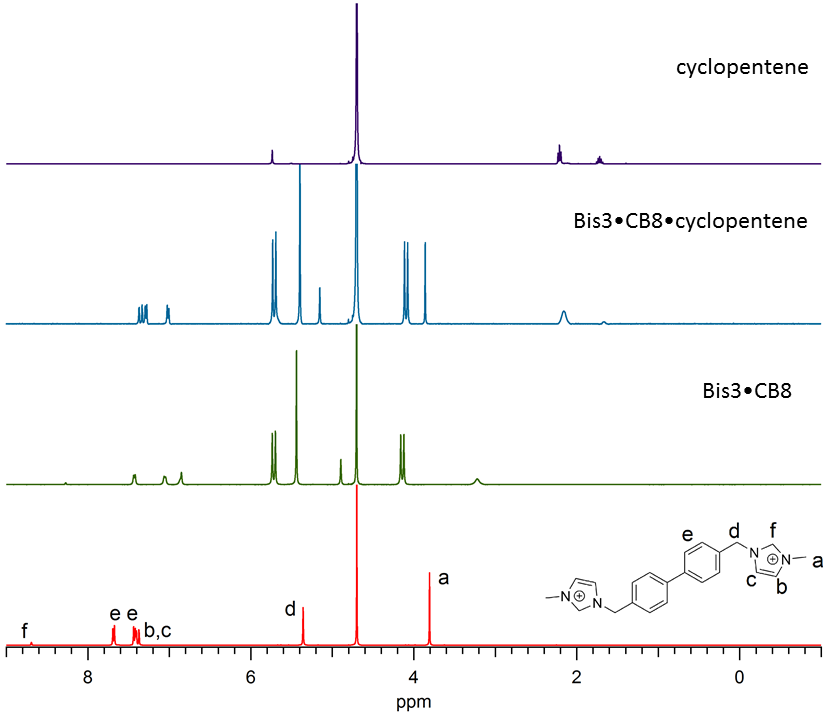 cyclopentene
Bis3•CB8•cyclopentene
Bis3•CB8
e d f
N N a
c b
N
N
f e e b,c d a
8 6 4 2 0
ppm